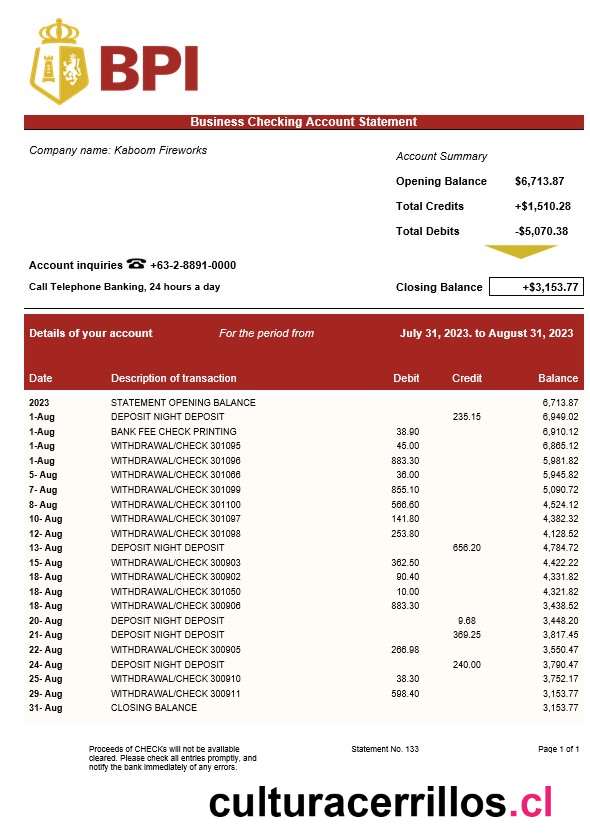 BPI
Business Checking Account Statement
Company name: Kaboom Fireworks
Account Summary
Opening Balance $6,713.87
Total Credits +$1,510.28
Total Debits -$5,070.38
Account inquiries ☎ +63-2-8891-0000
Call Telephone Banking, 24 hours a day
Closing Balance +$3,153.77
Details of your account For the period from July 31, 2023. to August 31, 2023
Date Description of transaction Debit Credit Balance
2023 STATEMENT OPENING BALANCE 6,713.87
1-Aug DEPOSIT NIGHT DEPOSIT 235.15 6,949.02
1-Aug BANK FEE CHECK PRINTING 38.90 6,910.12
1-Aug WITHDRAWAL/CHECK 301095 45.00 6,865.12
1-Aug WITHDRAWAL/CHECK 301096 883.30 5,981.82
5- Aug WITHDRAWAL/CHECK 301066 36.00 5,945.82
7- Aug WITHDRAWAL/CHECK 301099 855.10 5,090.72
8- Aug WITHDRAWAL/CHECK 301100 566.60 4,524.12
10- Aug WITHDRAWAL/CHECK 301097 141.80 4,382.32
12- Aug WITHDRAWAL/CHECK 301098 253.80 4,128.52
13- Aug DEPOSIT NIGHT DEPOSIT 656.20 4,784.72
15- Aug WITHDRAWAL/CHECK 300903 362.50 4,422.22
18- Aug WITHDRAWAL/CHECK 300902 90.40 4,331.82
18- Aug WITHDRAWAL/CHECK 301050 10.00 4,321.82
18- Aug WITHDRAWAL/CHECK 300906 883.30 3,438.52
20- Aug DEPOSIT NIGHT DEPOSIT 9.68 3,448.20
21- Aug DEPOSIT NIGHT DEPOSIT 369.25 3,817.45
22- Aug WITHDRAWAL/CHECK 300905 266.98 3,550.47
24- Aug DEPOSIT NIGHT DEPOSIT 240.00 3,790.47
25- Aug WITHDRAWAL/CHECK 300910 38.30 3,752.17
29- Aug WITHDRAWAL/CHECK 300911 598.40 3,153.77
31- Aug CLOSING BALANCE 3,153.77
Proceeds of CHECKs will not be available
cleared. Please check all entries promptly, and
notify the bank immediately of any errors.
Statement No. 133
Page 1 of 1
culturacerrillos.cl